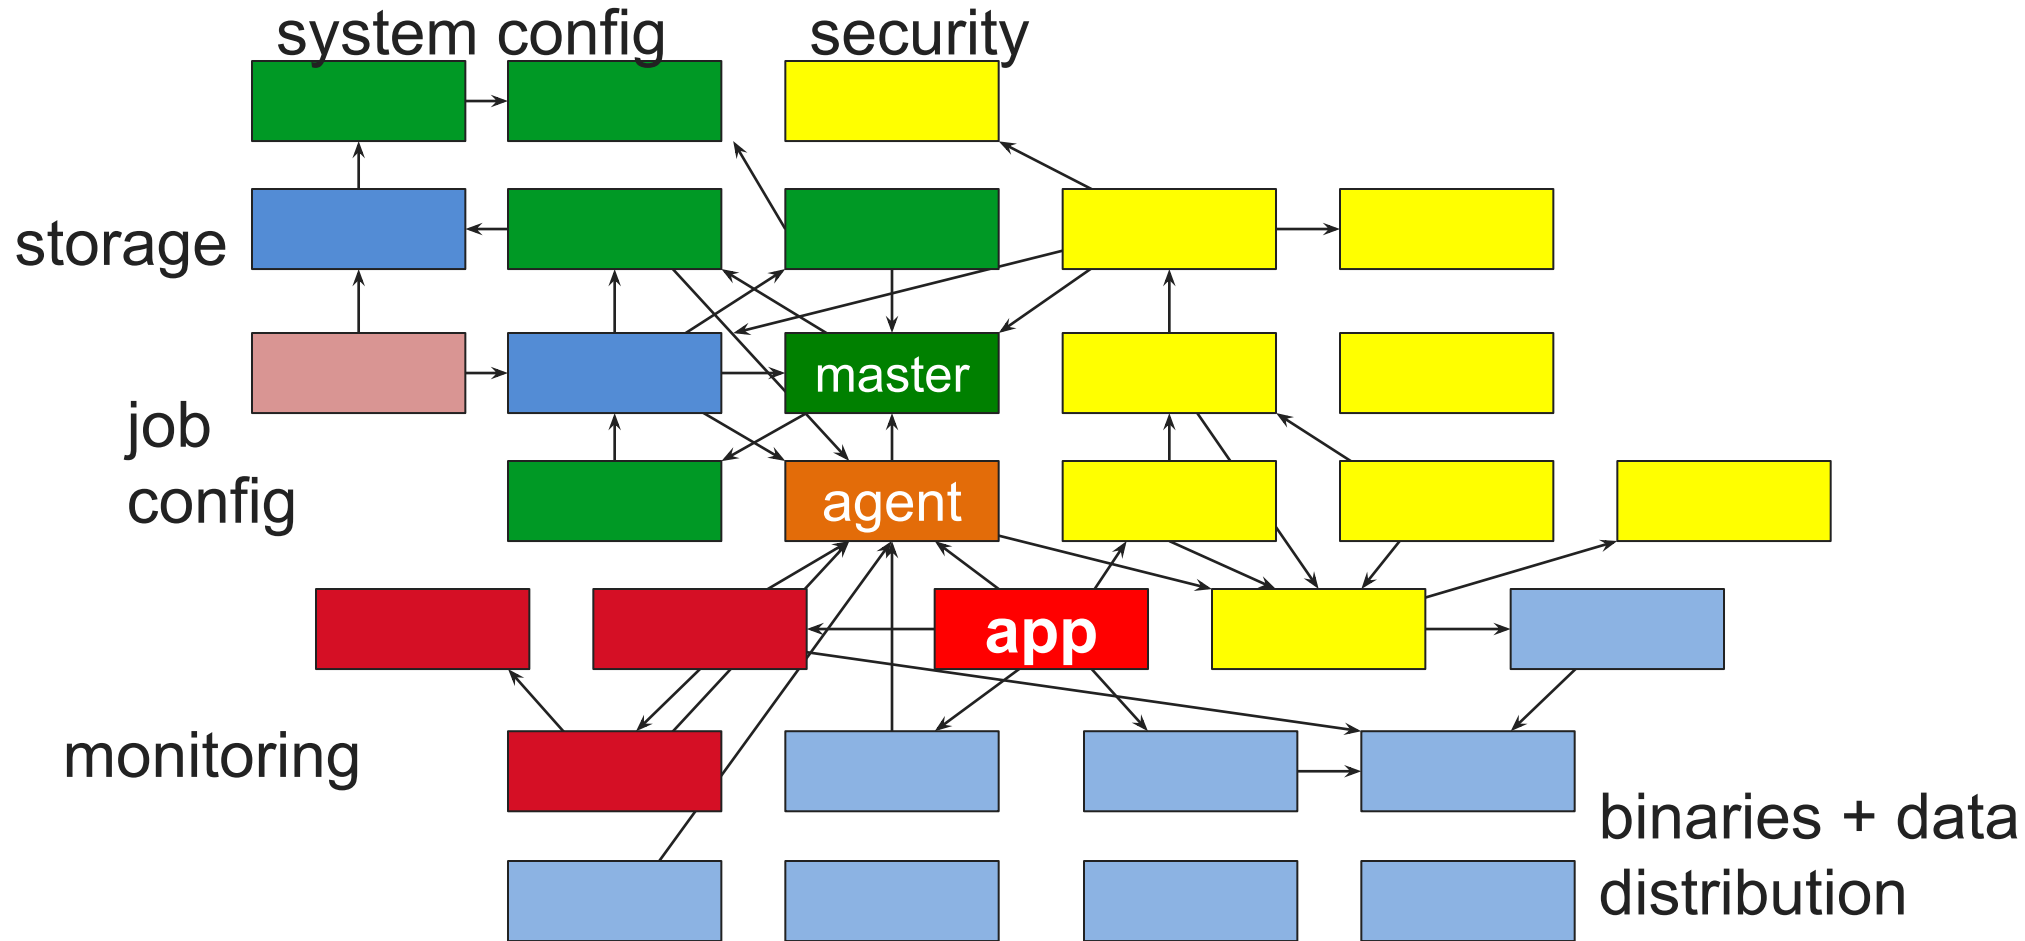 system config
security
storage
master
job
config
agent
app
monitoring
binaries + data
distribution